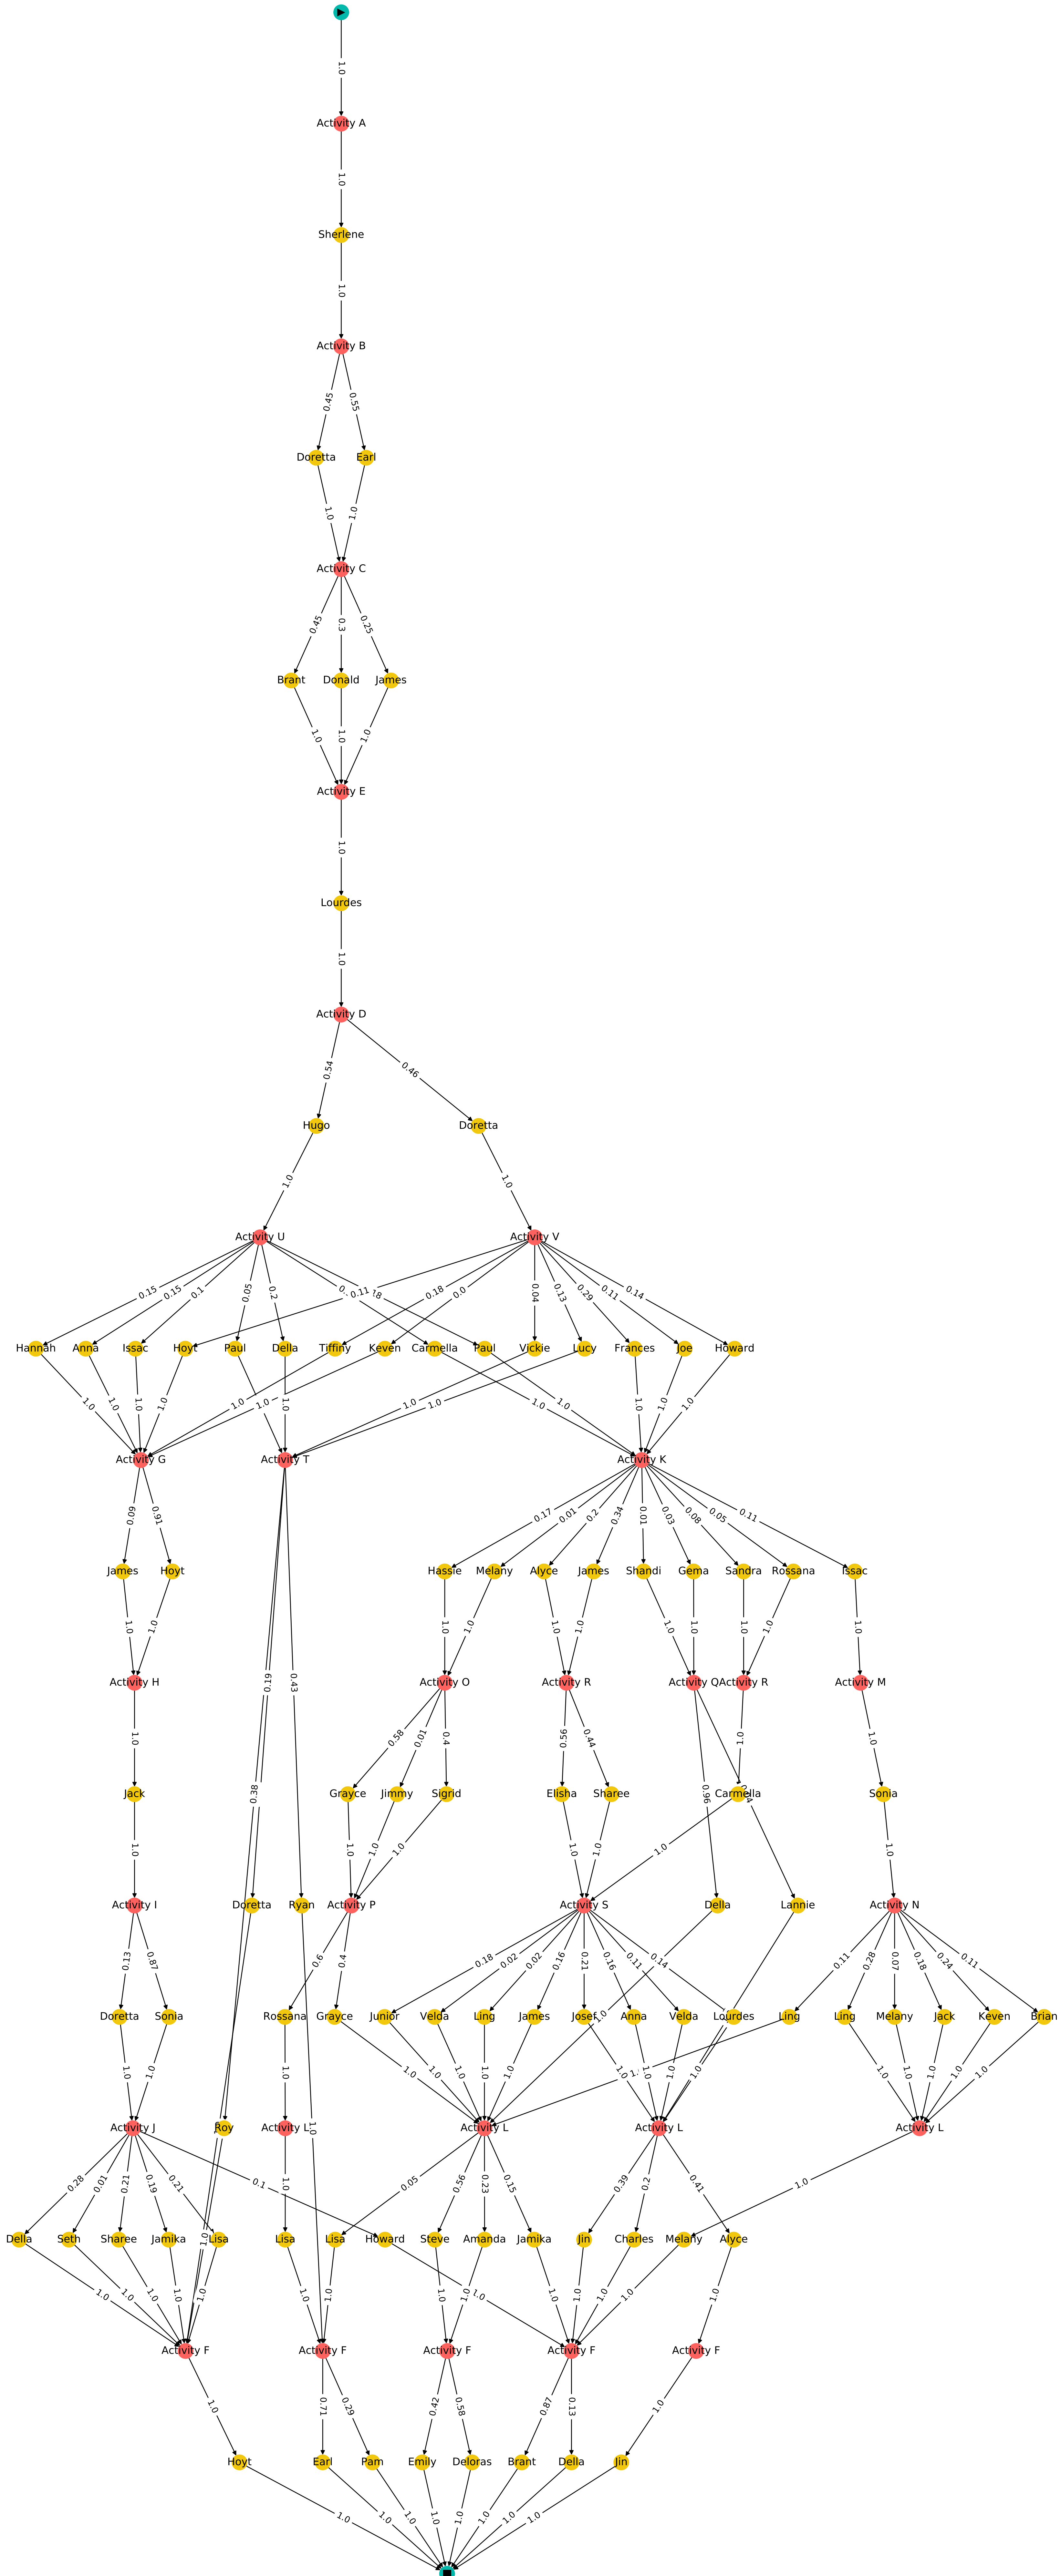 1.0
Activity A
1.0
Sherlene
1.0
Activity B
0.45 0.55
Doretta Earl
1.0 1.0
Activity C
0.45 0.3 0.25
Brant Donald James
1.0 1.0 1.0
Activity E
1.0
Lourdes
1.0
Activity D
0.54 0.46
Hugo Doretta
1.0 1.0
Activity U Activity V
0.15 0.15 0.1 0.05 0.2 0.11 0.18 0.0 0.04 0.13 0.29 0.11 0.14
Hannah Anna Issac Hoyt Paul Della Tiffiny Keven Carmella Paul Vickie Lucy Frances Joe Howard
1.0 1.0 1.0 1.0 1.0 1.0 1.0 1.0 1.0 1.0 1.0 1.0 1.0 1.0
Activity G Activity T Activity K
0.09 0.91 0.17 0.01 0.2 0.34 0.01 0.03 0.08 0.05 0.11
James Hoyt Hassie Melany Alyce James Shandi Gema Sandra Rossana Issac
1.0 1.0 1.0 1.0 1.0 1.0 1.0 1.0 1.0 1.0 1.0
Activity H 0.19 0.43 Activity O Activity R Activity Q Activity R Activity M
1.0 0.58 0.01 0.4 0.56 0.44 1.0 1.0
Jack 0.38 Grayce Jimmy Sigrid Elisha Sharee 0.96 Carmella Sonia
1.0 1.0 1.0 1.0 1.0 1.0 1.0 1.0
Activity I Doretta Ryan Activity P Activity S Della Lannie Activity N
0.13 0.87 0.6 0.4 0.18 0.02 0.02 0.16 0.21 0.16 0.11 0.14 0.11 0.28 0.07 0.18 0.24 0.11
Doretta Sonia Rossana Grayce Junior Velda Ling James Josef 1.0 Anna Velda Lourdes Ling Ling Melany Jack Keven Brian
1.0 1.0 1.0 1.0 1.0 1.0 1.0 1.0 1.0 1.0 1.0 1.0 1.0 1.0 1.0 1.0
Activity J Roy Activity L 1.0 Activity L Activity L Activity L
0.28 0.01 0.21 0.19 0.21 0.1 1.0 0.05 0.56 0.23 0.15 0.39 0.2 0.41 1.0
Della Seth Sharee Jamika 1.0 Lisa Lisa Lisa Howard Steve Amanda Jamika Jin Charles Melany Alyce
1.0 1.0 1.0 1.0 1.0 1.0 1.0 1.0 1.0 1.0 1.0 1.0 1.0 1.0 1.0
Activity F Activity F Activity F Activity F Activity F
1.0 0.71 0.29 0.42 0.58 0.87 0.13 1.0
Hoyt Earl Pam Emily Deloras Brant Della Jin
1.0 1.0 1.0 1.0 1.0 1.0 1.0 1.0